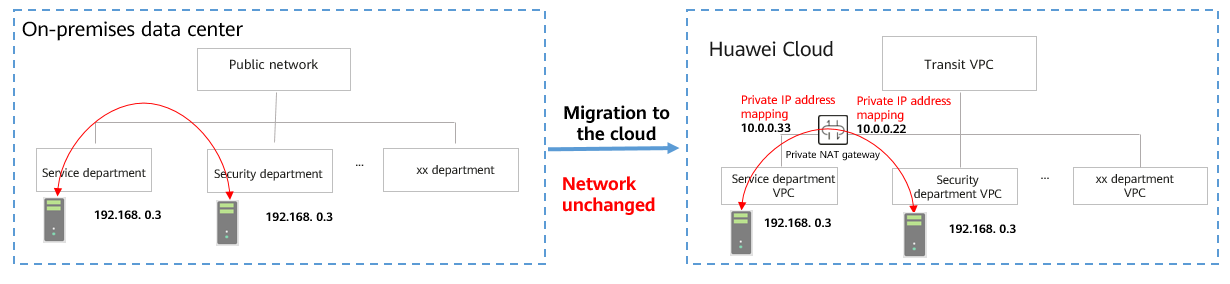 On-premises data center
Public network
Service department
Security department
...
xx department
192.168. 0.3
192.168. 0.3
Migration to
the cloud
Network
unchanged
Huawei Cloud
Transit VPC
Private IP address
mapping
10.0.0.33
Private IP address
mapping
10.0.0.22
Private NAT gateway
Service department
VPC
Security
department VPC
...
xx department
VPC
192.168. 0.3
192.168. 0.3